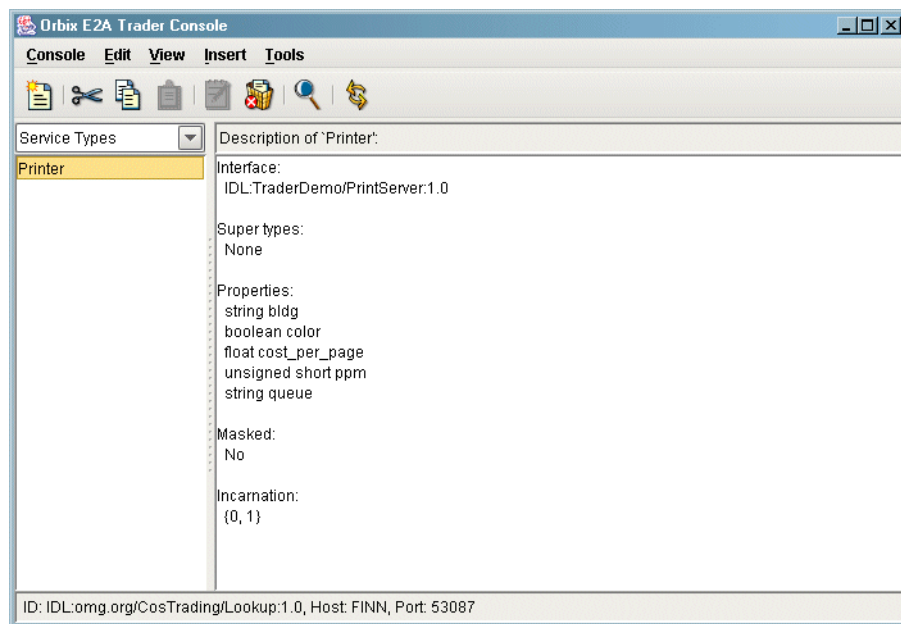 Orbix E2A Trader Console
Console Edit View Insert Tools
Service Types
Description of `Printer':
Printer
Interface:
IDL:TraderDemo/PrintServer:1.0
Super types:
None
Properties:
string bldg
boolean color
float cost_per_page
unsigned short ppm
string queue
Masked:
No
Incarnation:
{0, 1}
ID: IDL:omg.org/CosTrading/Lookup:1.0, Host: FINN, Port: 53087